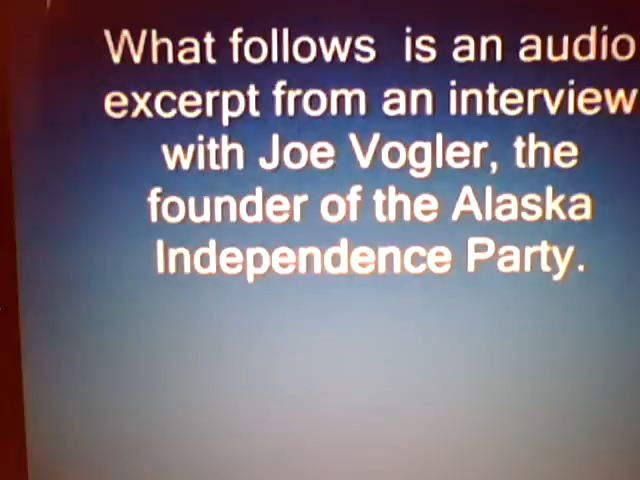 What follows is an audio
excerpt from an interview
with Joe Vogler, the
founder of the Alaska
Independence Party.